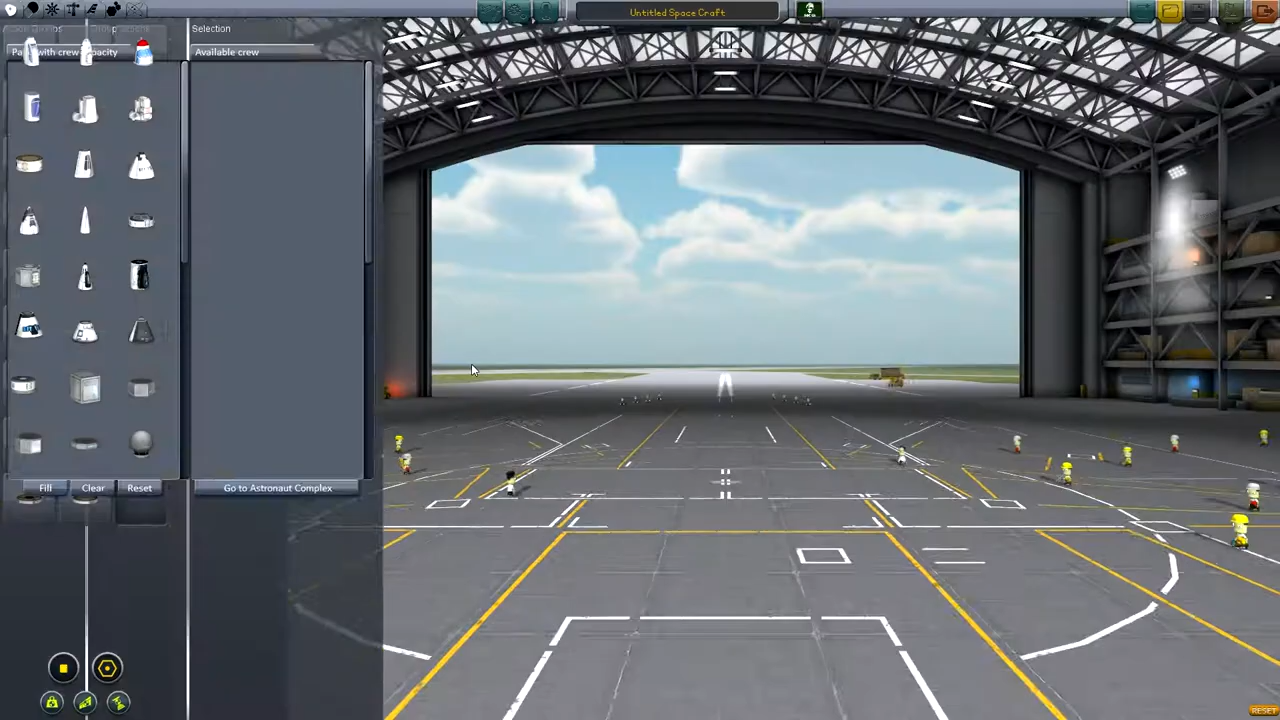 Untitled Space Craft
Selection
Available crew
Fill
Clear
Reset
Go to Astronaut Complex
RESET